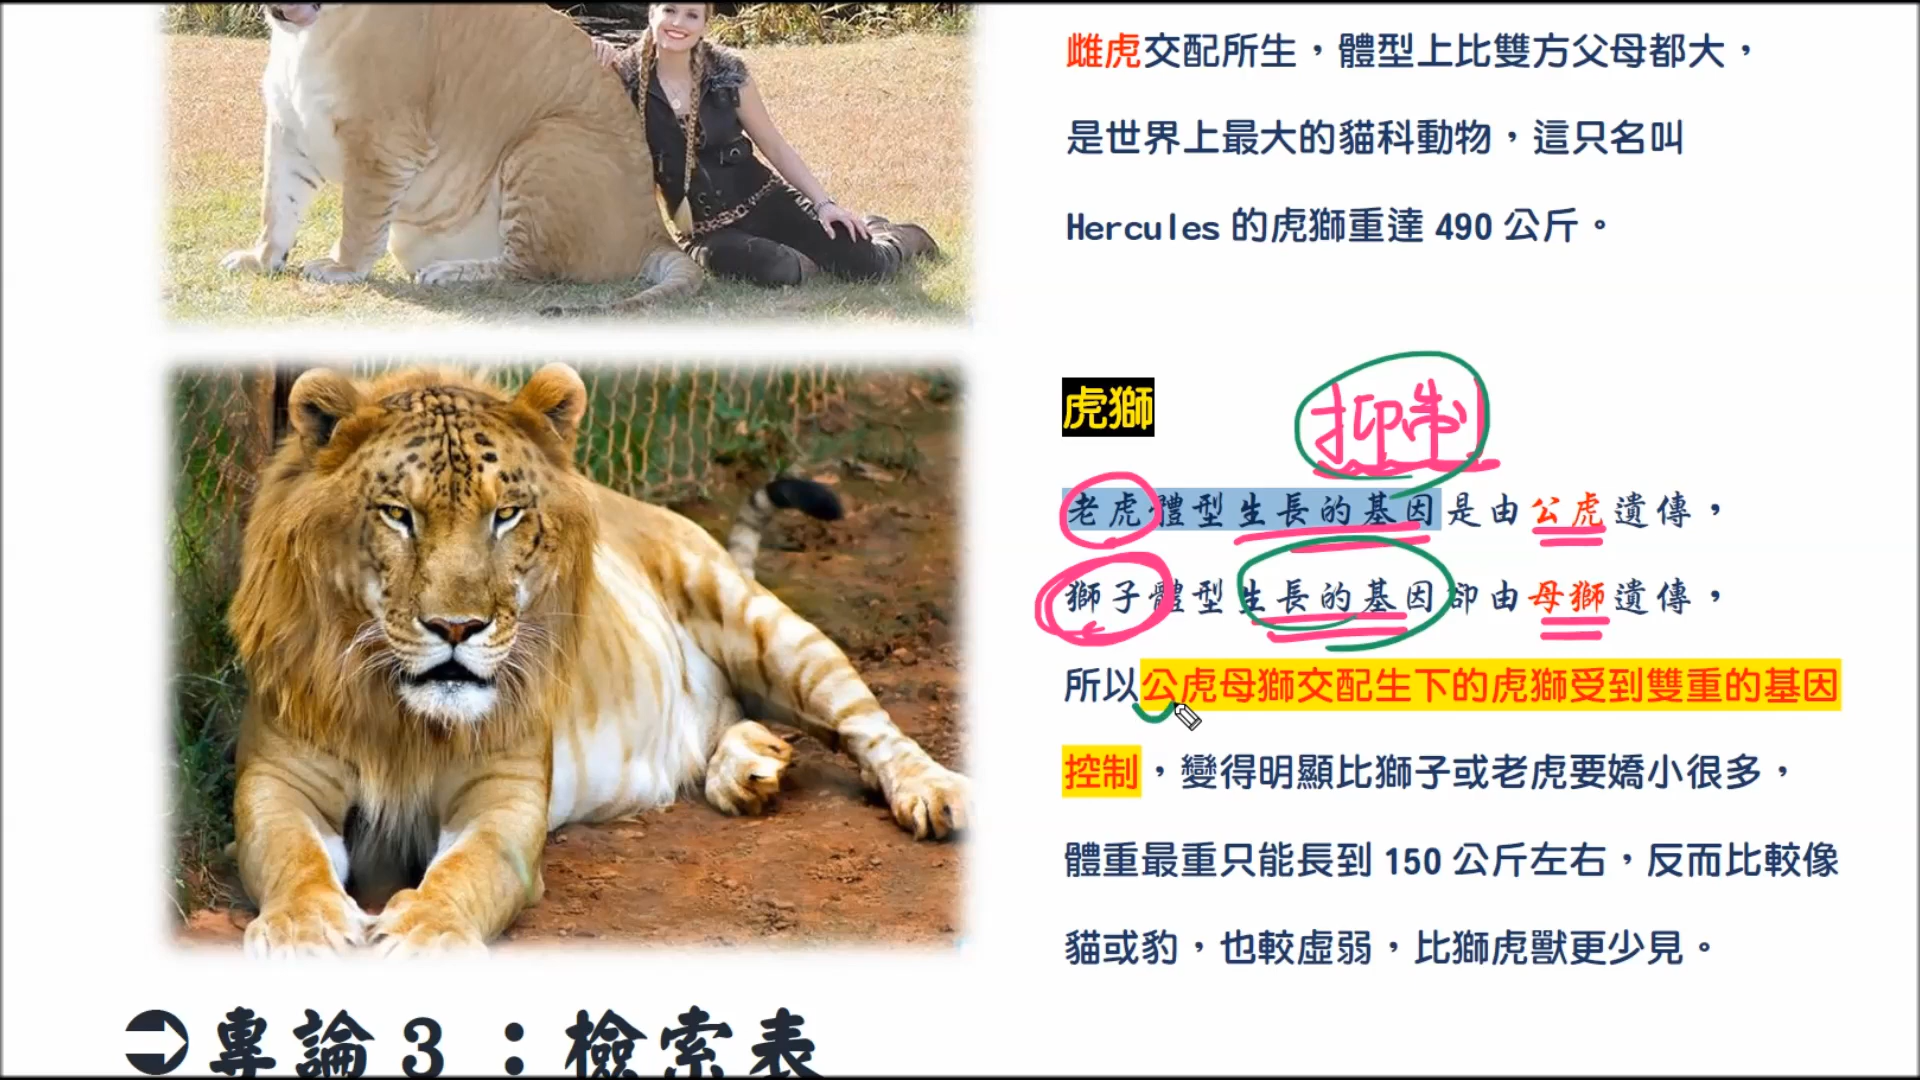 雌虎交配所生，體型上比雙方父母都大，
是世界上最大的貓科動物，這只名叫
Hercules 的虎獅重達 490 公斤。
虎獅
抑制
老虎體型生長的基因是由公虎遺傳，
獅子體型生長的基因卻由母獅遺傳，
所以公虎母獅交配生下的虎獅受到雙重的基因
控制，變得明顯比獅子或老虎要嬌小很多，
體重最重只能長到 150 公斤左右，反而比較像
貓或豹，也較虛弱，比獅虎獸更少見。
➲專論 3 ：檢索表